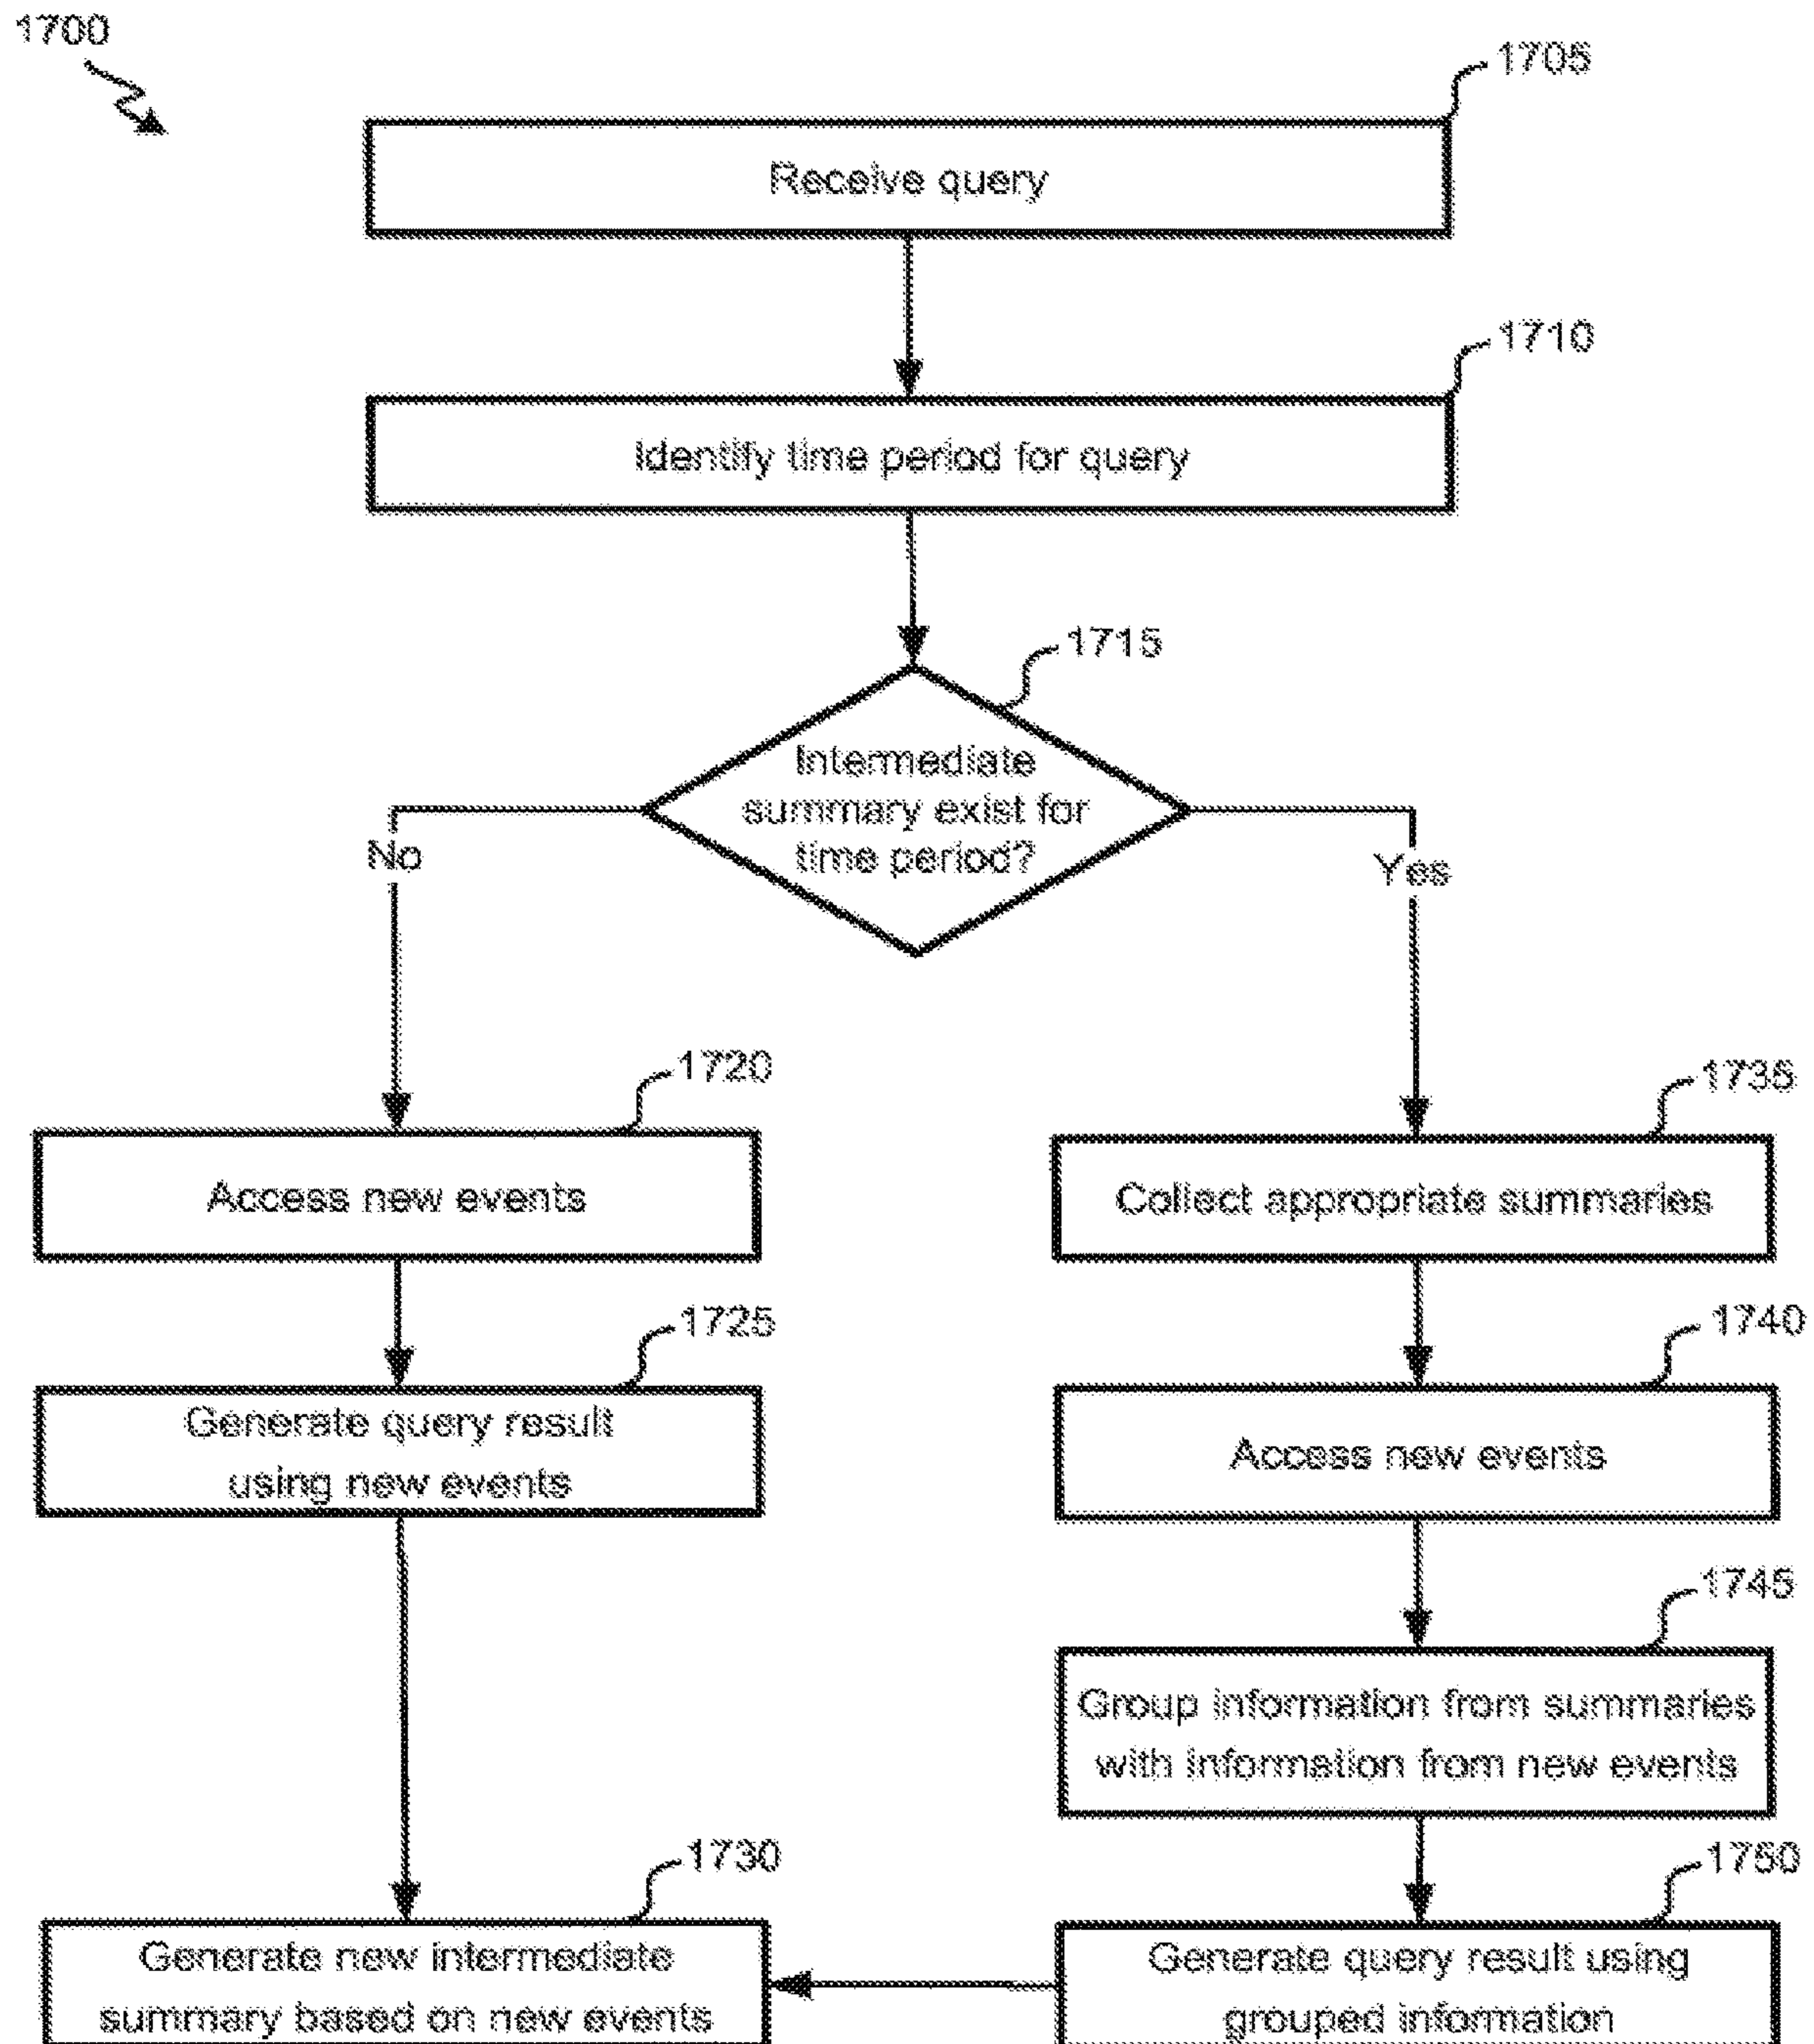 1700
1705
Receive query
1710
Identify time period for query
1715
Intermediate
summary exist for
time period?
No
Yes
1720
Access new events
1735
Collect appropriate summaries
1725
Generate query result
using new events
1740
Access new events
1745
Group information from summaries
with information from new events
1730
Generate new intermediate
summary based on new events
1750
Generate query result using
grouped information